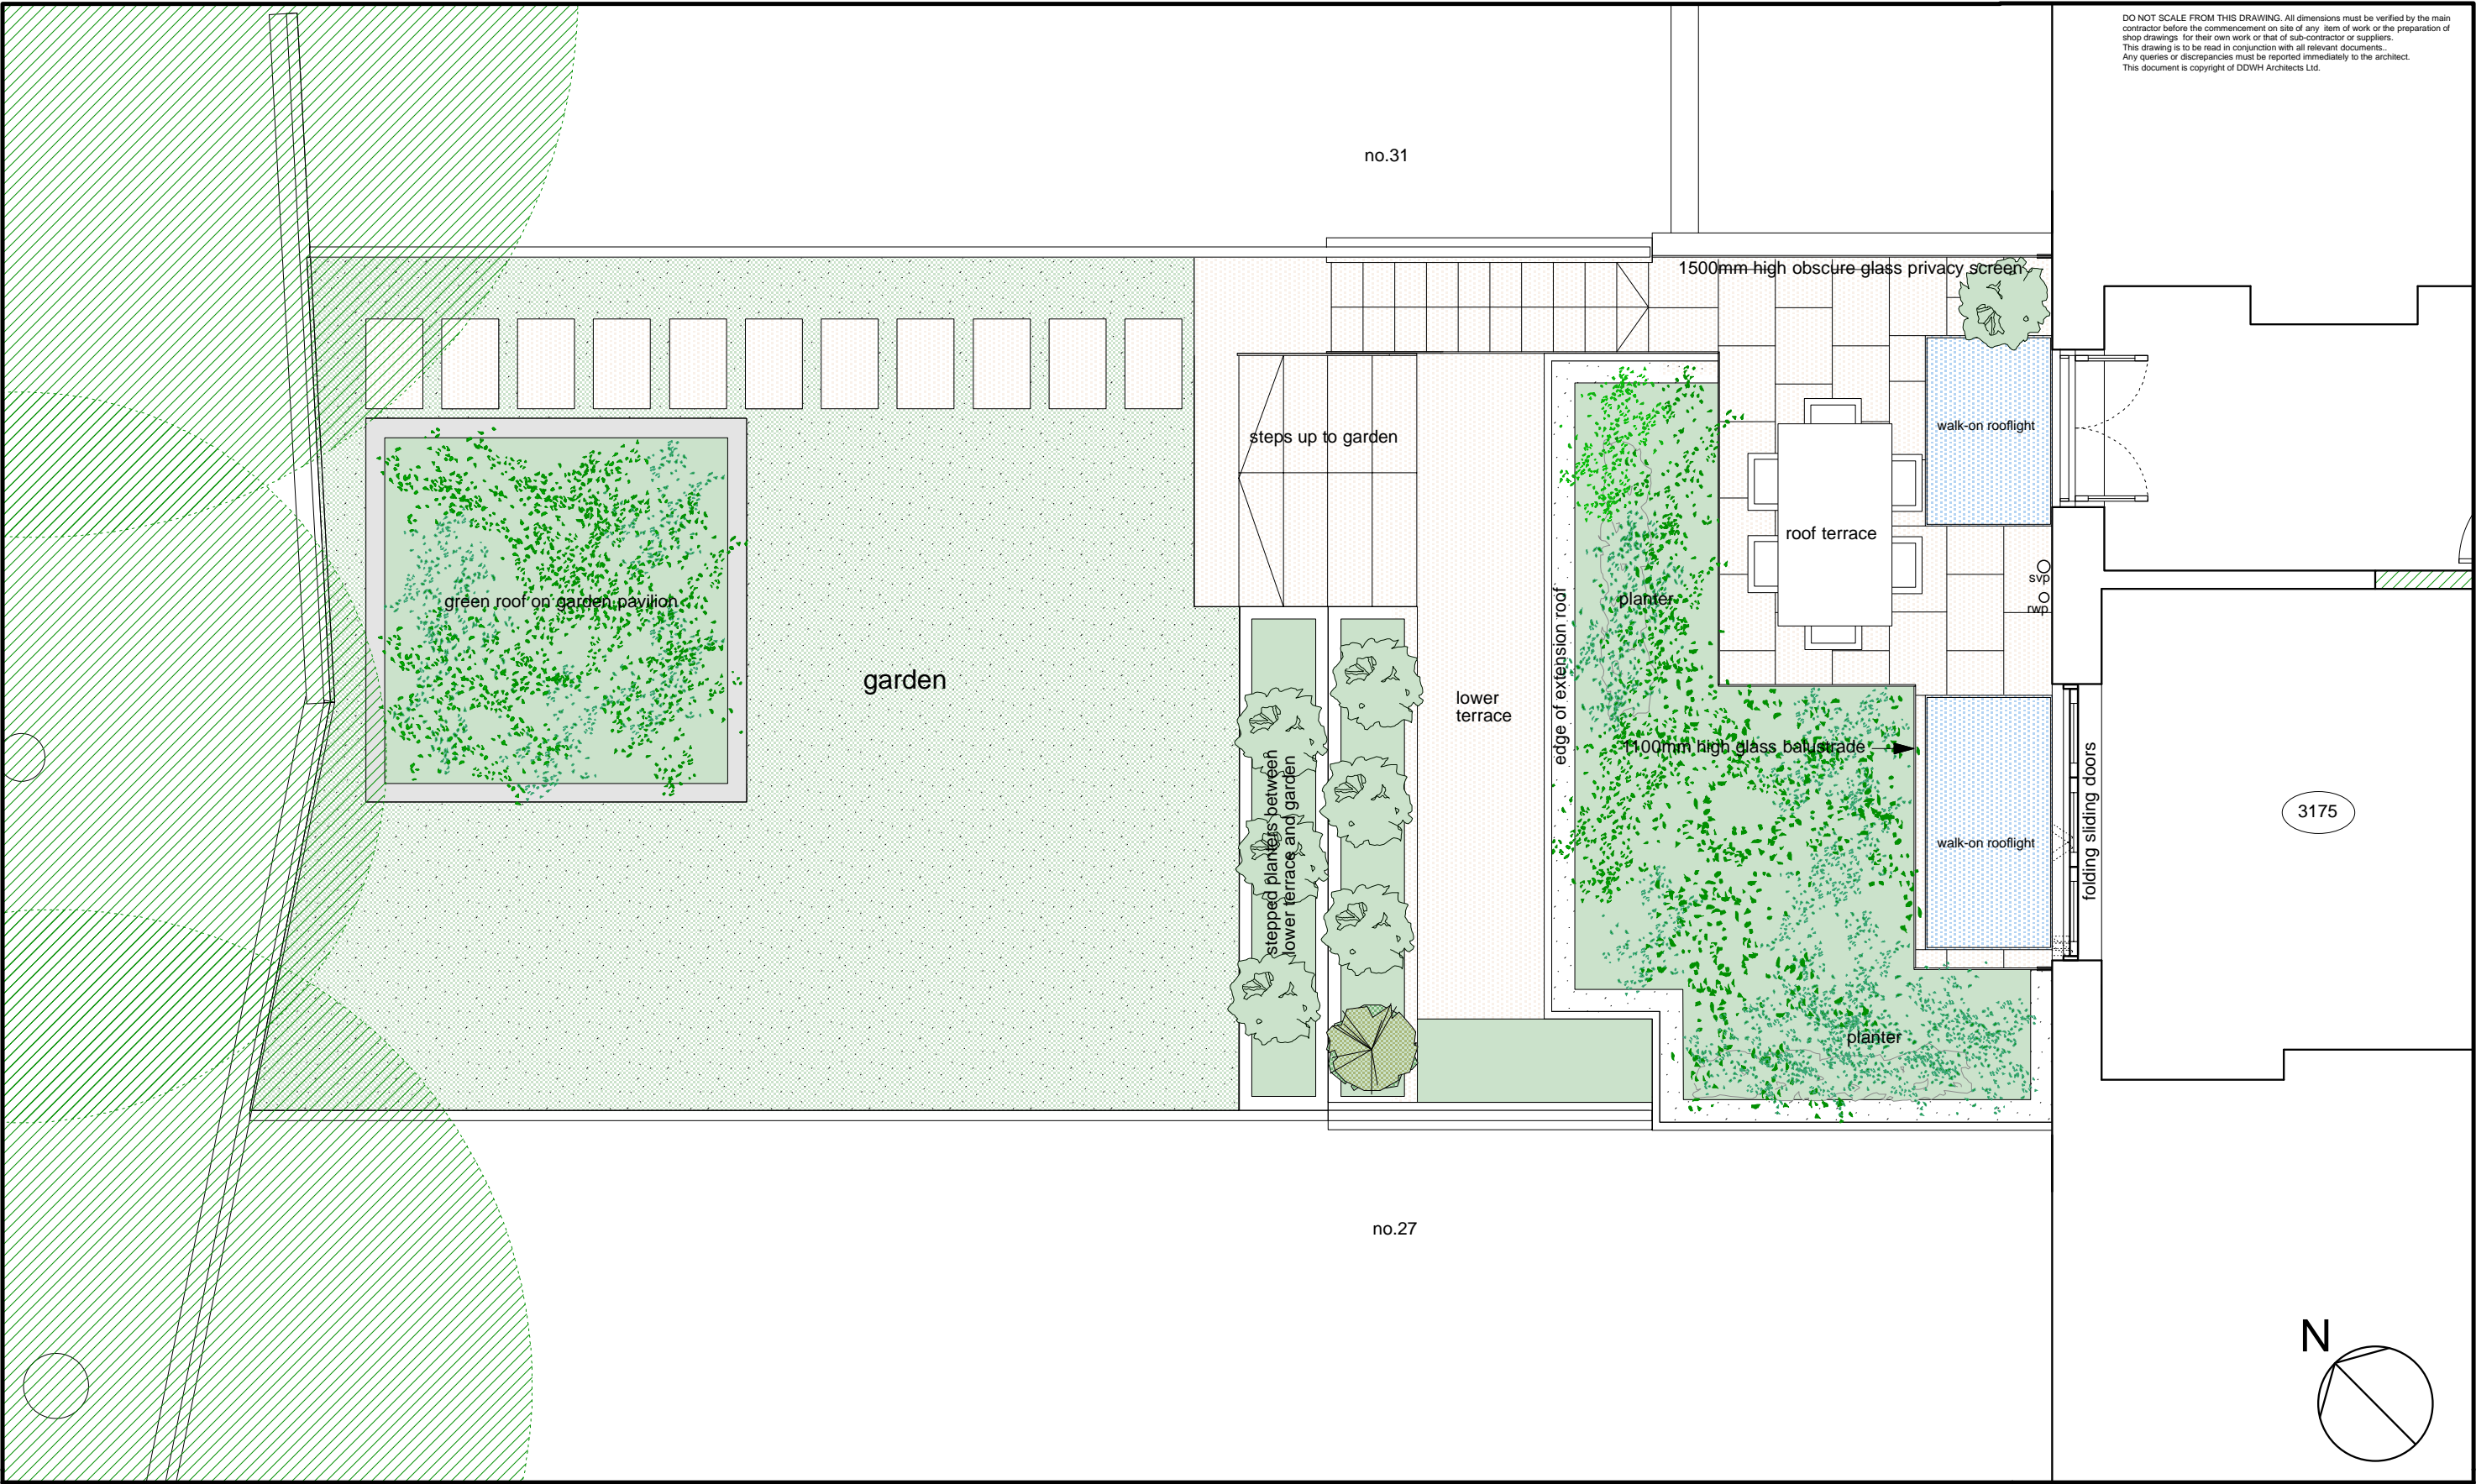 DO NOT SCALE FROM THIS DRAWING. All dimensions must be verified by the main
contractor before the commencement on site of any item of work or the preparation of
shop drawings for their own work or that of sub-contractor or suppliers.
This drawing is to be read in conjunction with all relevant documents..
Any queries or discrepancies must be reported immediately to the architect.
This document is copyright of DDWH Architects Ltd.
no.31
1500mm high obscure glass privacy screen
walk-on rooflight
steps up to garden
roof terrace
svp
rwp
green roof on garden pavilion
planter
edge of extension roof
garden
lower
terrace
1100mm high glass balustrade
stepped planters between
lower terrace and garden
walk-on rooflight
folding sliding doors
3175
planter
no.27
N